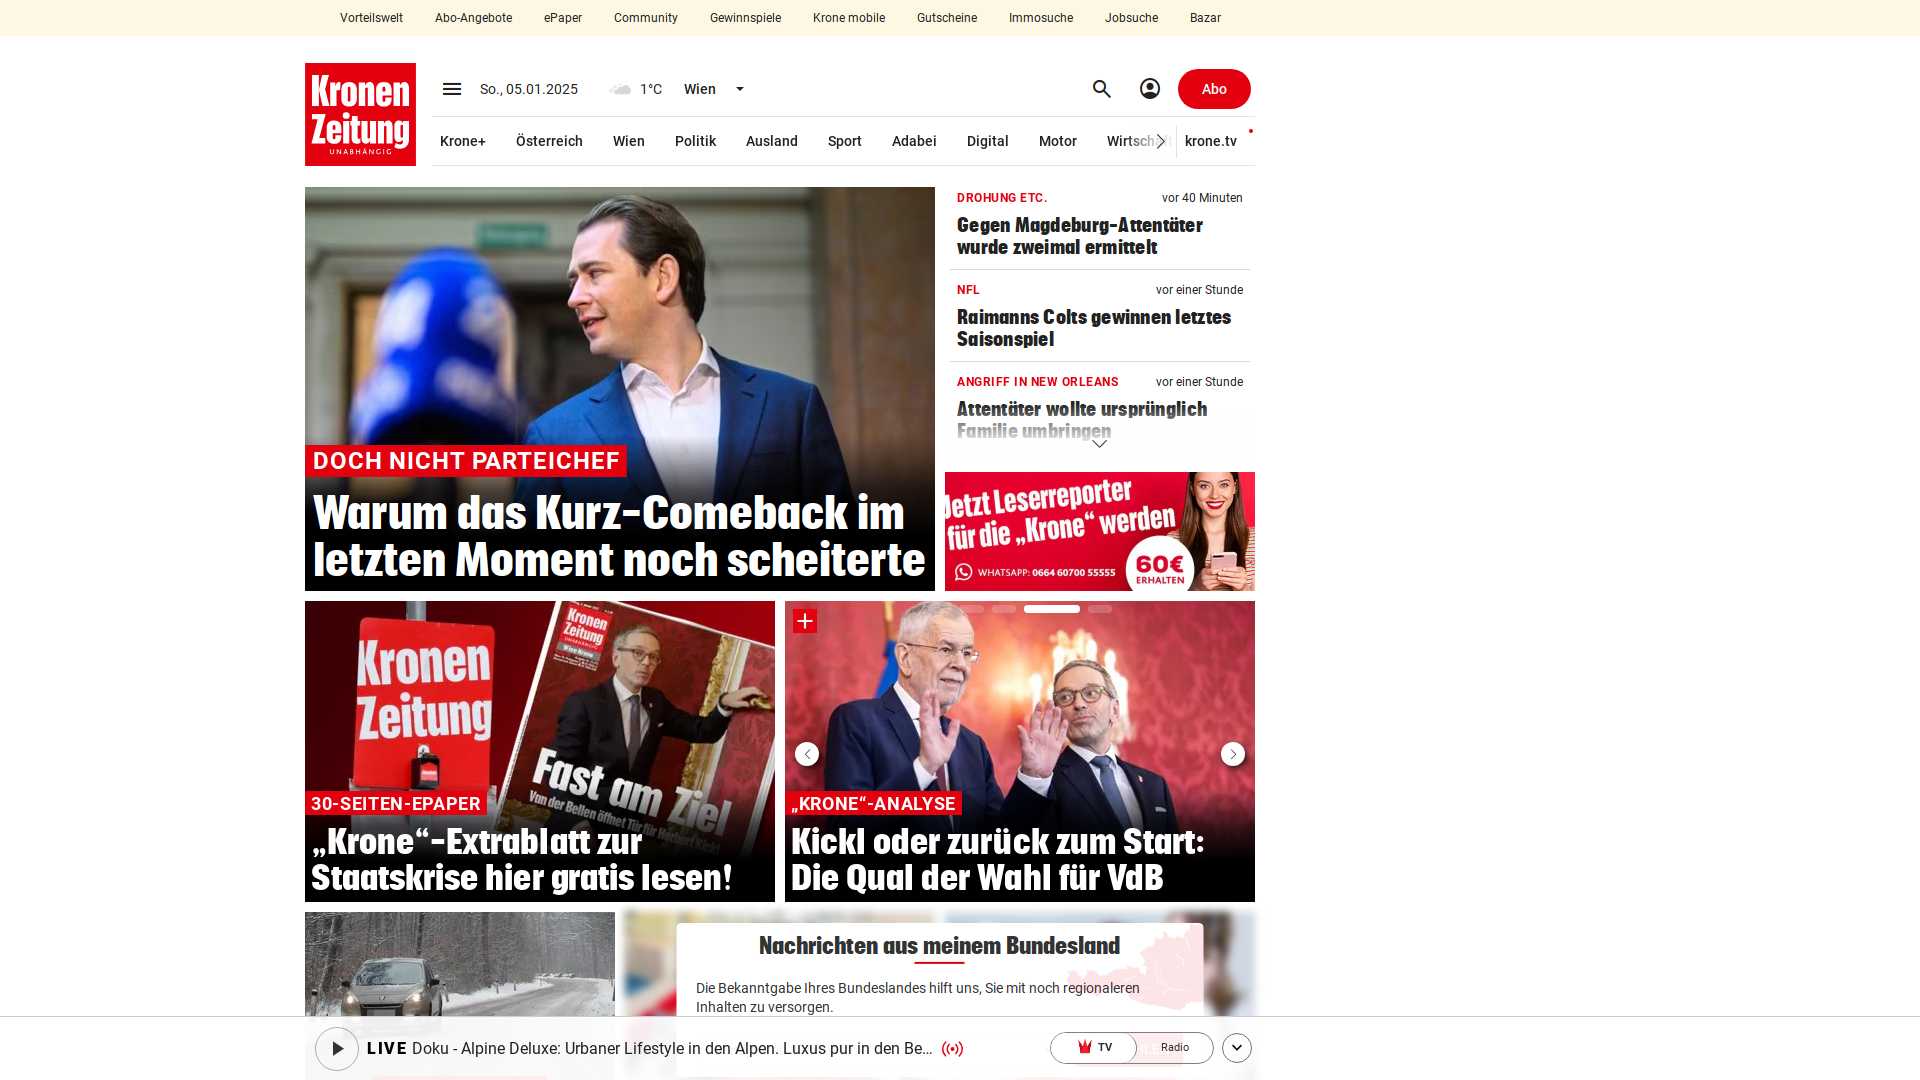 Vorteilswelt Abo-Angebote ePaper Community Gewinnspiele Krone mobile Gutscheine Immosuche Jobsuche Bazar
Kronen
Zeitung
UNABHÄNGIG
So., 05.01.2025 1°C Wien
Abo
Krone+ Österreich Wien Politik Ausland Sport Adabei Digital Motor krone.tv
DOCH NICHT PARTEICHEF
Warum das Kurz-Comeback im
letzten Moment noch scheiterte
DROHUNG ETC. vor 40 Minuten
Gegen Magdeburg-Attentäter
wurde zweimal ermittelt
NFL vor einer Stunde
Raimanns Colts gewinnen letztes
Saisonspiel
ANGRIFF IN NEW ORLEANS vor einer Stunde
Attentäter wollte ursprünglich
Familie umbringen
Jetzt Leserreporter
für die „Krone“ werden
WHATSAPP: 0664 60700 55555
60€
ERHALTEN
Kronen
Zeitung
Kronen
Zeitung
UNABHÄNGIG
Fast am Ziel
Van der Bellen öffnet Tür für Herbert Kickl
30-SEITEN-EPAPER
„Krone“-Extrablatt zur
Staatskrise hier gratis lesen!
„KRONE“-ANALYSE
Kickl oder zurück zum Start:
Die Qual der Wahl für VdB
Nachrichten aus meinem Bundesland
Die Bekanntgabe Ihres Bundeslandes hilft uns, Sie mit noch regionaleren
Inhalten zu versorgen.
LIVE Doku - Alpine Deluxe: Urbaner Lifestyle in den Alpen. Luxus pur in den Be...
TV Radio